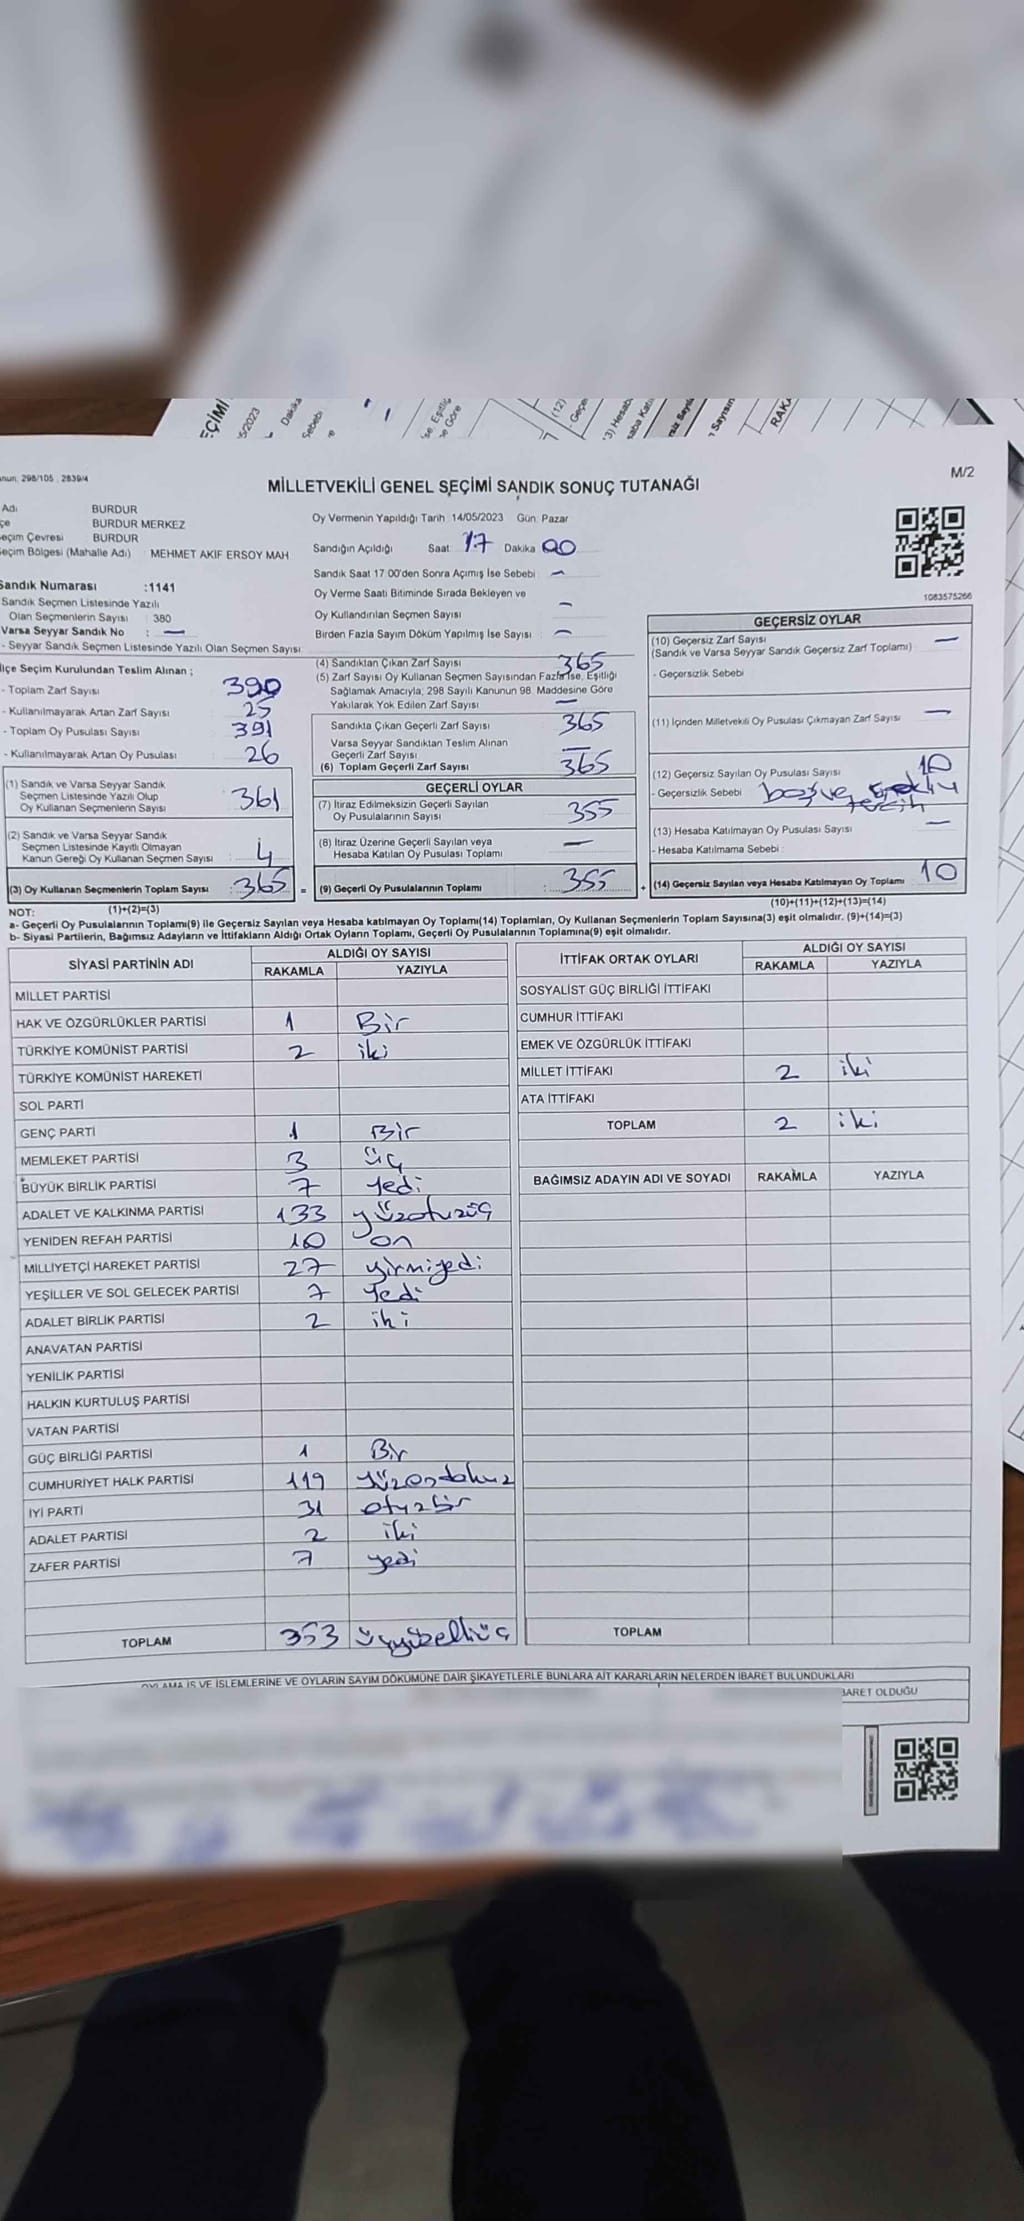 anun: 298/105 , 2839/4
M/2
MİLLETVEKİLİ GENEL SEÇİMİ SANDIK SONUÇ TUTANAĞI
Adı BURDUR
çe BURDUR MERKEZ
eçim Çevresi BURDUR
Seçim Bölgesi (Mahalle Adı) MEHMET AKİF ERSOY MAH
Sandık Numarası :1141
Sandık Seçmen Listesinde Yazılı
Olan Seçmenlerin Sayısı : 380
Varsa Seyyar Sandık No : —
- Seyyar Sandık Seçmen Listesinde Yazılı Olan Seçmen Sayısı
Oy Vermenin Yapıldığı Tarih 14/05/2023 Gün: Pazar
Sandığın Açıldığı Saat 17 Dakika 00
Sandık Saat 17:00'den Sonra Açımış İse Sebebi : —
Oy Verme Saati Bitiminde Sırada Bekleyen ve
Oy Kullandırılan Seçmen Sayısı —
Birden Fazla Sayım Döküm Yapılmış İse Sayısı —
1083575266
İlçe Seçim Kurulundan Teslim Alınan ;
- Toplam Zarf Sayısı 390
- Kullanılmayarak Artan Zarf Sayısı 25
- Toplam Oy Pusulası Sayısı 391
- Kullanılmayarak Artan Oy Pusulası 26
(1) Sandık ve Varsa Seyyar Sandık
Seçmen Listesinde Yazılı Olup
Oy Kullanan Seçmenlerin Sayısı 361
(2) Sandık ve Varsa Seyyar Sandık
Seçmen Listesinde Kayıtlı Olmayan
Kanun Gereği Oy Kullanan Seçmen Sayısı : 4
(3) Oy Kullanan Seçmenlerin Toplam Sayısı : 365
(4) Sandıktan Çıkan Zarf Sayısı 365
(5) Zarf Sayısı Oy Kullanan Seçmen Sayısından Fazla İse, Eşitliği
Sağlamak Amacıyla, 298 Sayılı Kanunun 98. Maddesine Göre
Yakılarak Yok Edilen Zarf Sayısı —
Sandıkta Çıkan Geçerli Zarf Sayısı 365
Varsa Seyyar Sandıktan Teslim Alınan
Geçerli Zarf Sayısı —
(6) Toplam Geçerli Zarf Sayısı 365
GEÇERLİ OYLAR
(7) İtiraz Edilmeksizin Geçerli Sayılan
Oy Pusulalarının Sayısı 355
(8) İtiraz Üzerine Geçerli Sayılan veya
Hesaba Katılan Oy Pusulası Toplamı —
= (9) Geçerli Oy Pusulalarının Toplamı : 355
GEÇERSİZ OYLAR
(10) Geçersiz Zarf Sayısı —
(Sandık ve Varsa Seyyar Sandık Geçersiz Zarf Toplamı)
- Geçersizlik Sebebi
(11) İçinden Milletvekili Oy Pusulası Çıkmayan Zarf Sayısı —
(12) Geçersiz Sayılan Oy Pusulası Sayısı 10
- Geçersizlik Sebebi boş ve
(13) Hesaba Katılmayan Oy Pusulası Sayısı —
- Hesaba Katılmama Sebebi :
+ (14) Geçersiz Sayılan veya Hesaba Katılmayan Oy Toplamı 10
NOT: (1)+(2)=(3)
(10)+(11)+(12)+(13)=(14)
a- Geçerli Oy Pusulalarının Toplamı(9) ile Geçersiz Sayılan veya Hesaba katılmayan Oy Toplamı(14) Toplamları, Oy Kullanan Seçmenlerin Toplam Sayısına(3) eşit olmalıdır. (9)+(14)=(3)
b- Siyasi Partilerin, Bağımsız Adayların ve İttifakların Aldığı Ortak Oyların Toplamı, Geçerli Oy Pusulalarının Toplamına(9) eşit olmalıdır.
SİYASİ PARTİNİN ADI ALDIĞI OY SAYISI
RAKAMLA YAZIYLA
MİLLET PARTİSİ
HAK VE ÖZGÜRLÜKLER PARTİSİ 1 Bir
TÜRKİYE KOMÜNİST PARTİSİ 2 iki
TÜRKİYE KOMÜNİST HAREKETİ
SOL PARTİ
GENÇ PARTİ 1 Bir
MEMLEKET PARTİSİ 3 üç
BÜYÜK BİRLİK PARTİSİ 7 Yedi
ADALET VE KALKINMA PARTİSİ 133 yüzotuzüç
YENİDEN REFAH PARTİSİ 10 on
MİLLİYETÇİ HAREKET PARTİSİ 27 yirmiyedi
YEŞİLLER VE SOL GELECEK PARTİSİ 7 Yedi
ADALET BİRLİK PARTİSİ 2 iki
ANAVATAN PARTİSİ
YENİLİK PARTİSİ
HALKIN KURTULUŞ PARTİSİ
VATAN PARTİSİ
GÜÇ BİRLİĞİ PARTİSİ 1 Bir
CUMHURİYET HALK PARTİSİ 119 yüzondokuz
İYİ PARTİ 31 otuzbir
ADALET PARTİSİ 2 iki
ZAFER PARTİSİ 7 yedi
TOPLAM 353 üçyüzelliüç
İTTİFAK ORTAK OYLARI ALDIĞI OY SAYISI
RAKAMLA YAZIYLA
SOSYALİST GÜÇ BİRLİĞİ İTTİFAKI
CUMHUR İTTİFAKI
EMEK VE ÖZGÜRLÜK İTTİFAKI
MİLLET İTTİFAKI 2 iki
ATA İTTİFAKI
TOPLAM 2 iki
BAĞIMSIZ ADAYIN ADI VE SOYADI RAKAMLA YAZIYLA
TOPLAM
OYLAMA İŞ VE İŞLEMLERİNE VE OYLARIN SAYIM DÖKÜMÜNE DAİR ŞİKAYETLERLE BUNLARA AİT KARARLARIN NELERDEN İBARET BULUNDUKLARI
BARET OLDUĞU